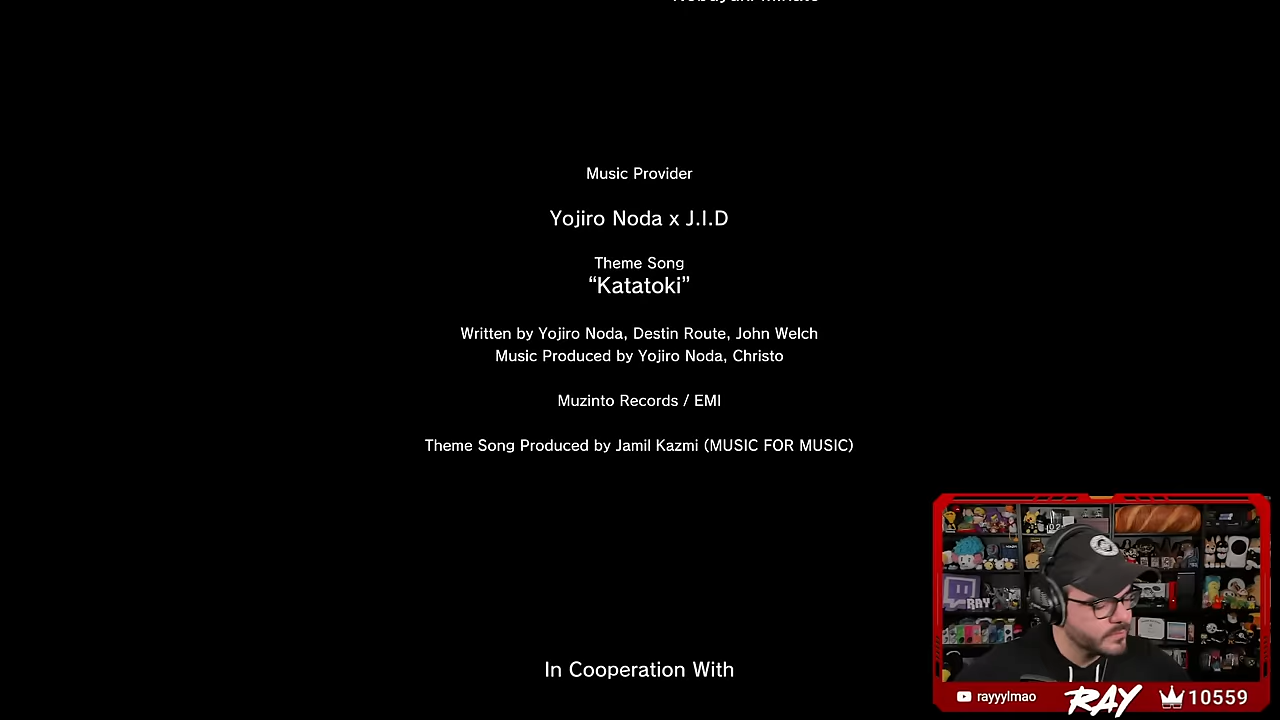 Music Provider
Yojiro Noda x J.I.D
Theme Song
“Katatoki”
Written by Yojiro Noda, Destin Route, John Welch
Music Produced by Yojiro Noda, Christo
Muzinto Records / EMI
Theme Song Produced by Jamil Kazmi (MUSIC FOR MUSIC)
In Cooperation With
RAY
rayyylmao
RAY
10559